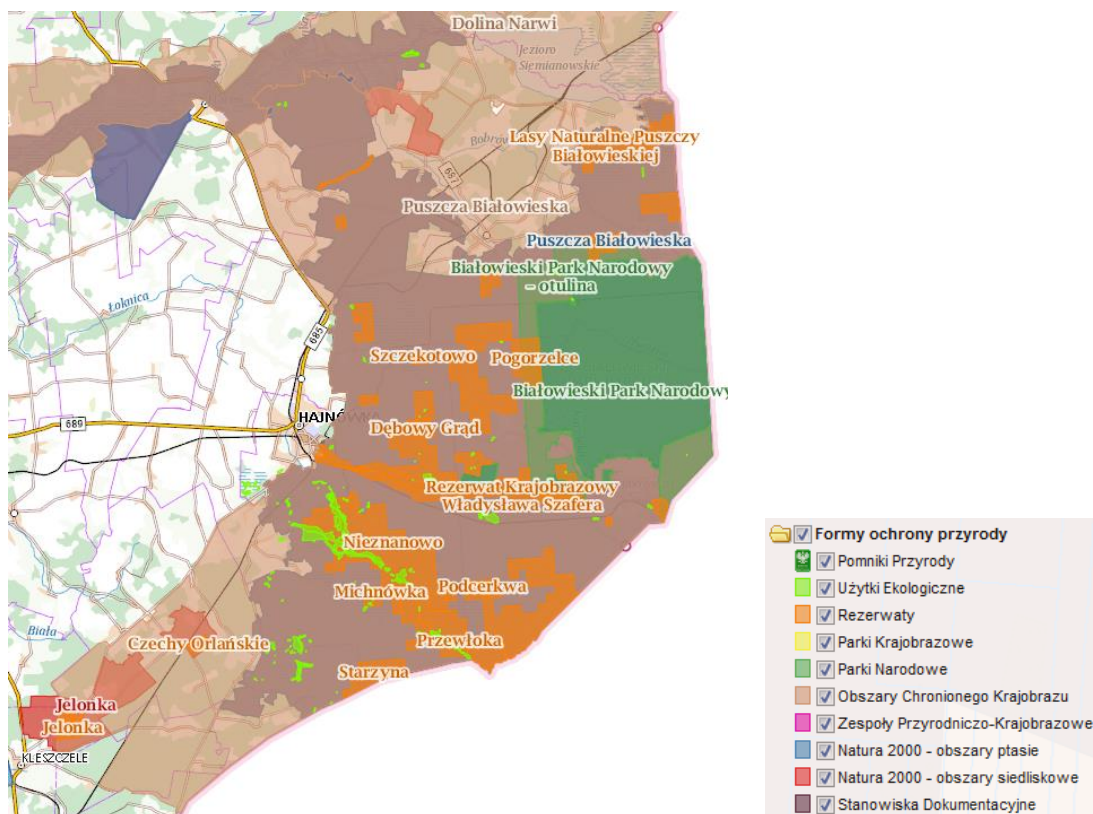 Dolina Narwi
Jezioro
Siemianowskie
Lasy Naturalne Puszczy
Białowieskiej
687
Puszcza Białowieska
Puszcza Białowieska
Białowieski Park Narodowy
– otulina
Łoknica
685
Szczekotowo
Pogorzelce
Białowieski Park Narodowy
HAJNÓWKA
689
Dębowy Grąd
Rezerwat Krajobrazowy
Władysława Szafera
Nieznanowo
Michnówka
Podcerkwa
Biała
Czechy Orlańskie
Przewłoka
Starzyna
Jelonka
Jelonka
KLESZCZELE
Formy ochrony przyrody
Pomniki Przyrody
Użytki Ekologiczne
Rezerwaty
Parki Krajobrazowe
Parki Narodowe
Obszary Chronionego Krajobrazu
Zespoły Przyrodniczo-Krajobrazowe
Natura 2000 - obszary ptasie
Natura 2000 - obszary siedliskowe
Stanowiska Dokumentacyjne